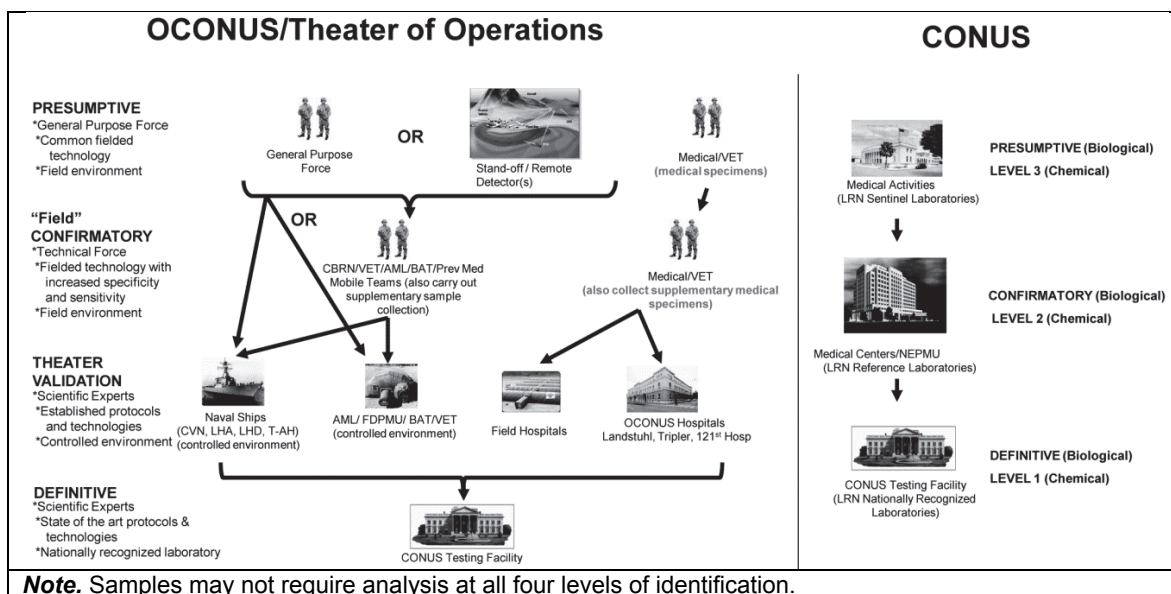 OCONUS/Theater of Operations
CONUS
PRESUMPTIVE
*General Purpose Force
*Common fielded
technology
*Field environment
General Purpose
Force
OR
Stand-off / Remote
Detector(s)
Medical/VET
(medical specimens)
"Field"
CONFIRMATORY
*Technical Force
*Fielded technology with
increased specificity
and sensitivity
*Field environment
OR
CBRN/VET/AML/BAT/Prev Med
Mobile Teams (also carry out
supplementary sample
collection)
Medical/VET
(also collect supplementary medical
specimens)
THEATER
VALIDATION
*Scientific Experts
*Established protocols
and technologies
*Controlled environment
Naval Ships
(CVN, LHA, LHD, T-AH)
(controlled environment)
AML/ FDPMU/ BAT/VET
(controlled environment)
Field Hospitals
OCONUS Hospitals
Landstuhl, Tripler, 121st Hosp
DEFINITIVE
*Scientific Experts
*State of the art protocols &
technologies
*Nationally recognized laboratory
CONUS Testing Facility
Medical Activities
(LRN Sentinel Laboratories)
PRESUMPTIVE (Biological)
LEVEL 3 (Chemical)
Medical Centers/NEPMU
(LRN Reference Laboratories)
CONFIRMATORY (Biological)
LEVEL 2 (Chemical)
CONUS Testing Facility
(LRN Nationally Recognized
Laboratories)
DEFINITIVE (Biological)
LEVEL 1 (Chemical)
Note. Samples may not require analysis at all four levels of identification.